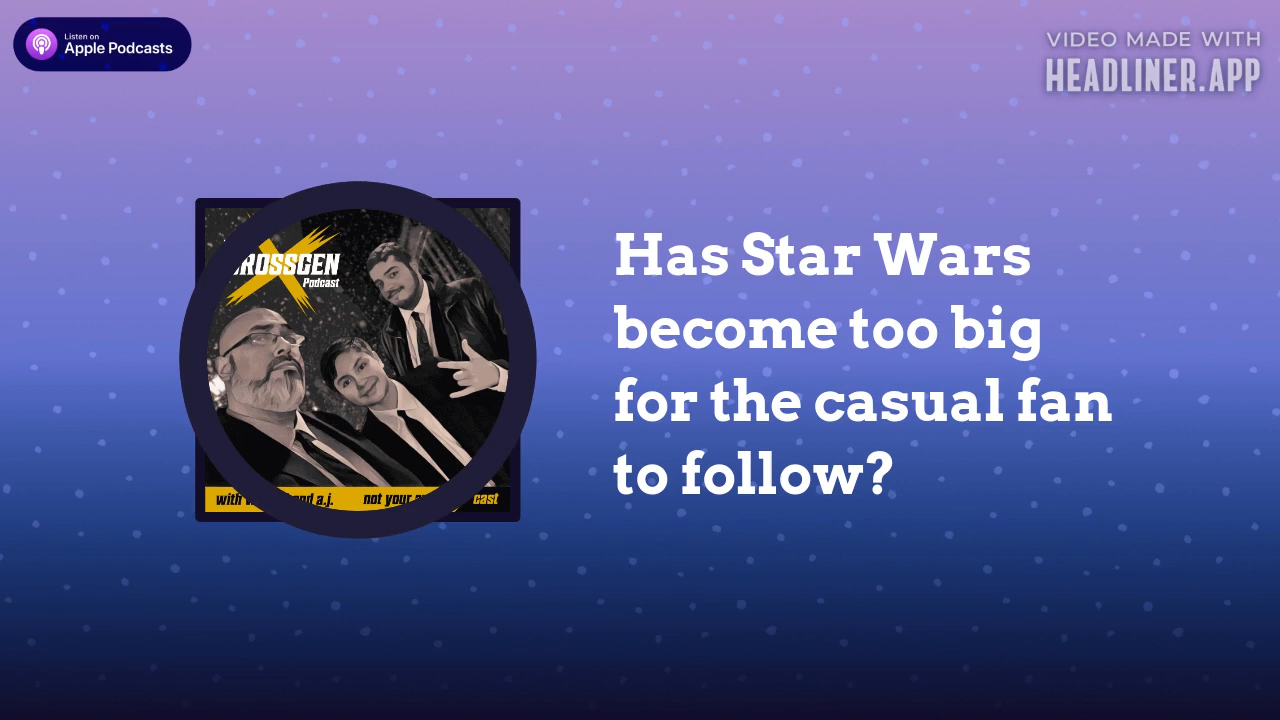 Listen on
Apple Podcasts
VIDEO MADE WITH
HEADLINER.APP
ROSSGEN
Podcast
Has Star Wars
become too big
for the casual fan
to follow?
with and a.j. not your cast